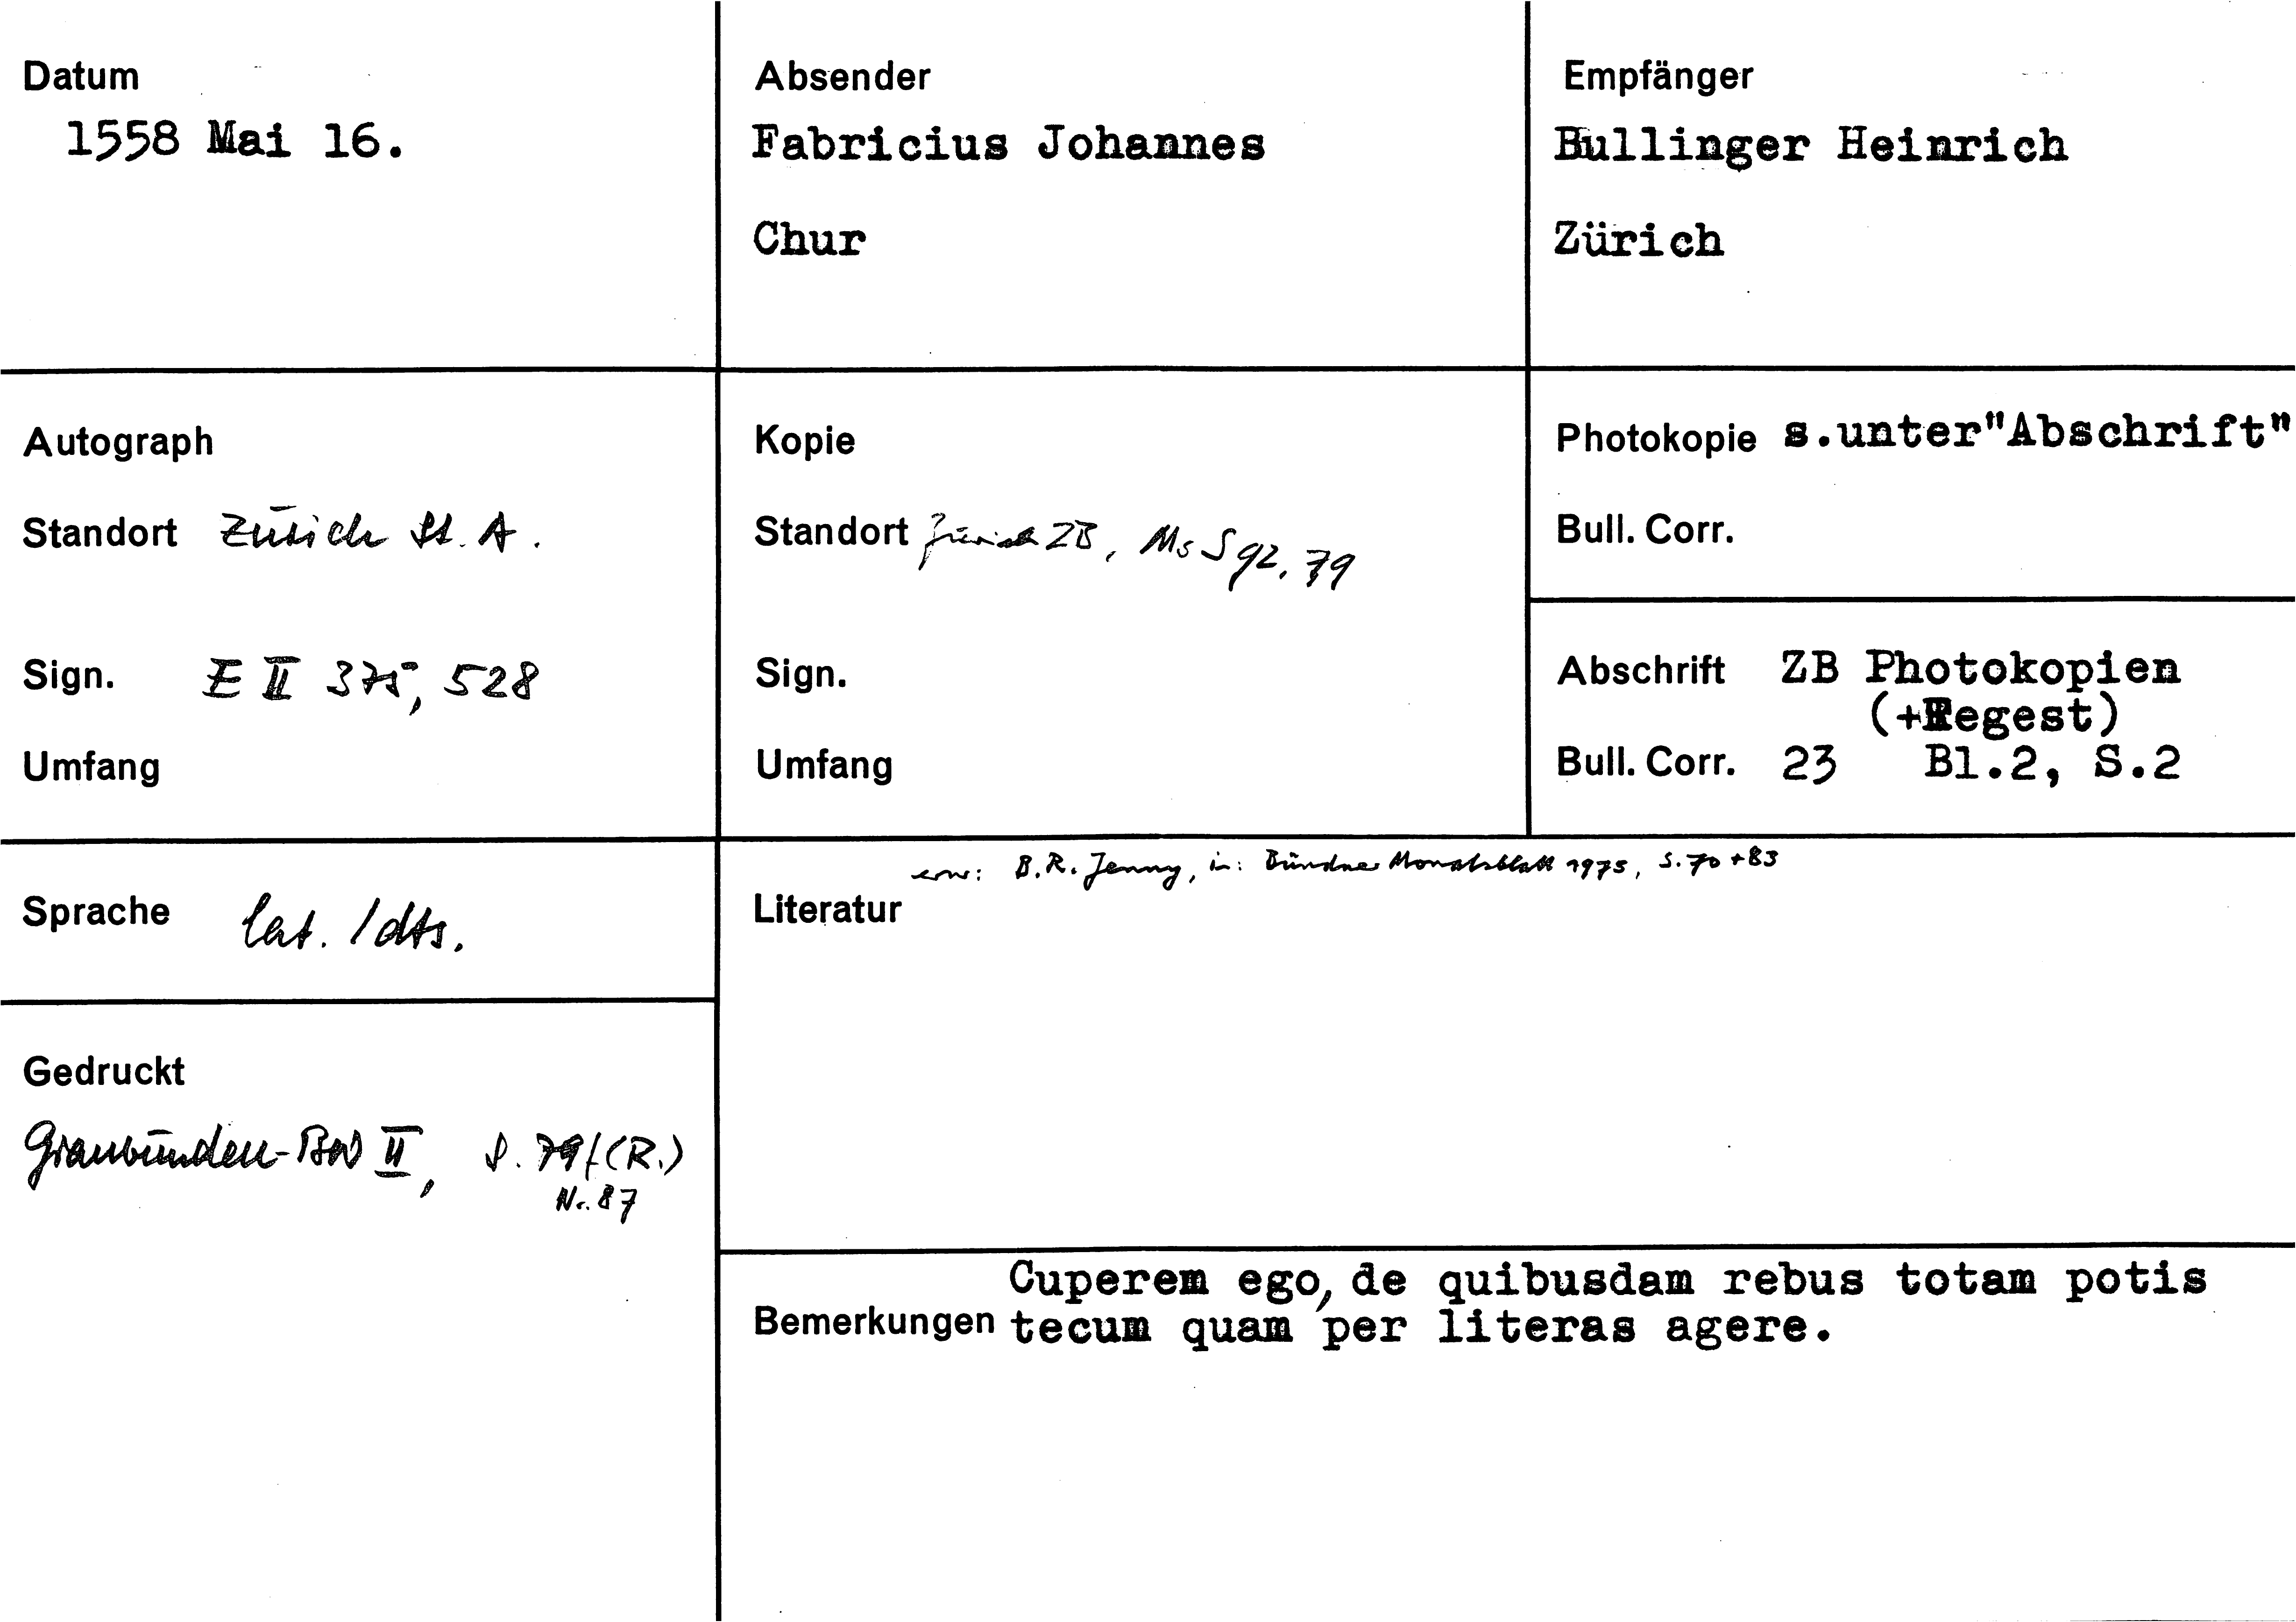 Datum
1558 Mai 16.
Absender
Fabricius Johannes
Chur
Empfänger
Bullinger Heinrich
Zürich
Autograph
Standort Zürich St. A.
Sign. E II 375, 528
Umfang
Kopie
Standort Zürich ZB, Ms S 92, 79
Sign.
Umfang
Photokopie s.unter"Abschrift"
Bull. Corr.
Abschrift ZB Photokopien
(+Regest)
Bull. Corr. 23 Bl.2, S.2
Sprache lat. / dts.
Gedruckt
Graubünden-BW II, S. 79f (R.)
Nr. 87
erw: B.R. Jenny, in: Bündner Monatsblatt 1975, S. 70 + 83
Literatur
Cuperem ego, de quibusdam rebus totam potis
Bemerkungen tecum quam per literas agere.